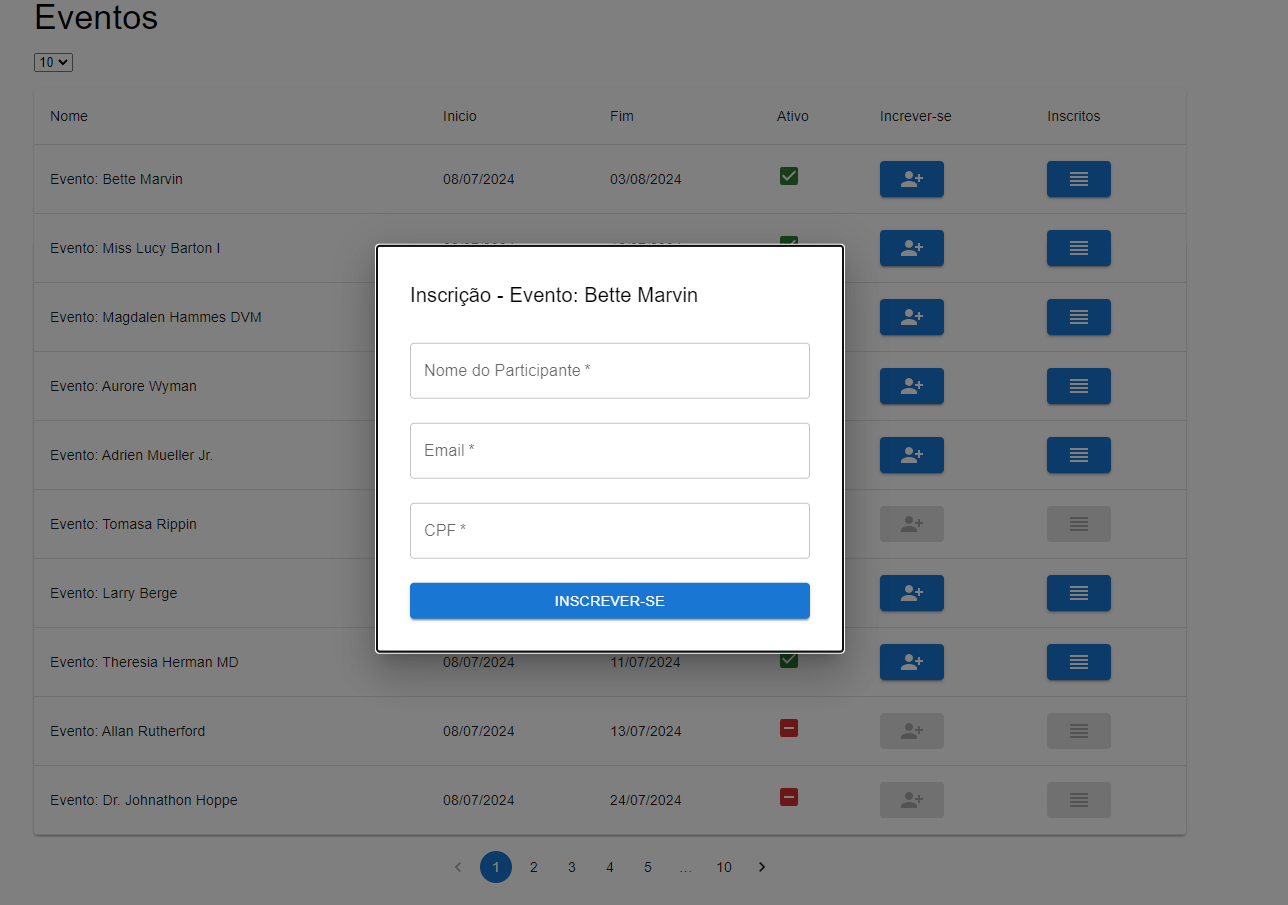 Eventos
10
Nome Inicio Fim Ativo Increver-se Inscritos
Evento: Bette Marvin 08/07/2024 03/08/2024
Evento: Miss Lucy Barton I
Evento: Magdalen Hammes DVM
Evento: Aurore Wyman
Evento: Adrien Mueller Jr.
Evento: Tomasa Rippin
Evento: Larry Berge
Evento: Theresia Herman MD 08/07/2024 11/07/2024
Evento: Allan Rutherford 08/07/2024 13/07/2024
Evento: Dr. Johnathon Hoppe 08/07/2024 24/07/2024
Inscrição - Evento: Bette Marvin
Nome do Participante *
Email *
CPF *
INSCREVER-SE
1 2 3 4 5 ... 10